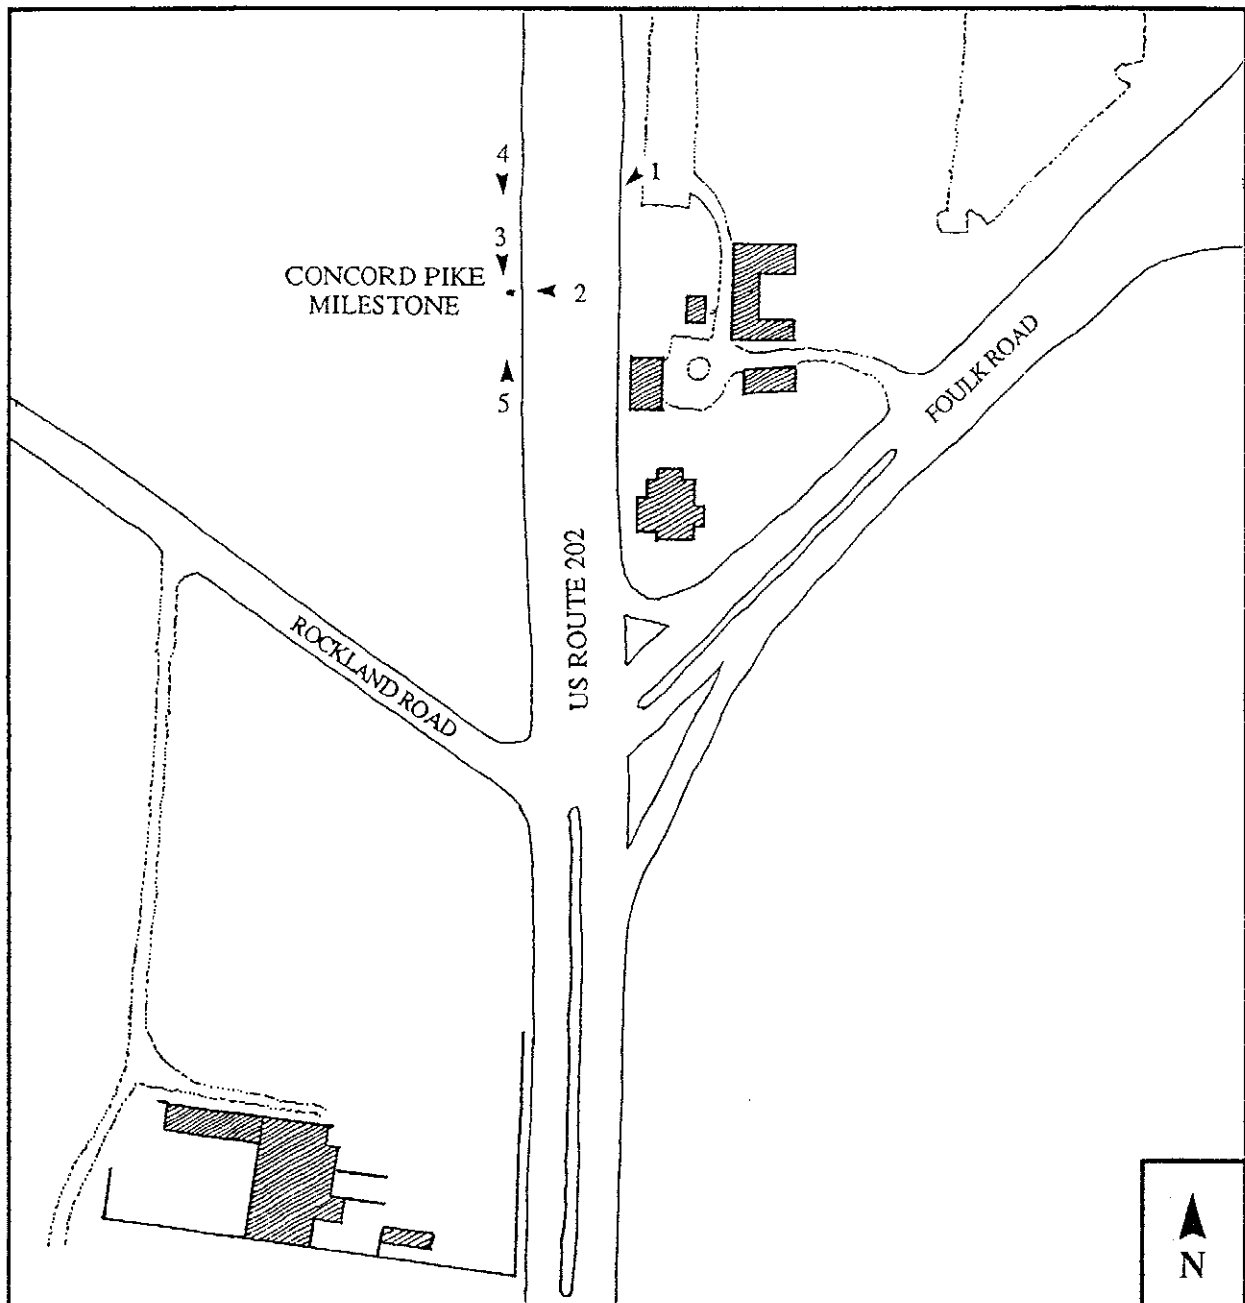 4
1
3
CONCORD PIKE
MILESTONE
2
5
FOULK ROAD
US ROUTE 202
ROCKLAND ROAD
N